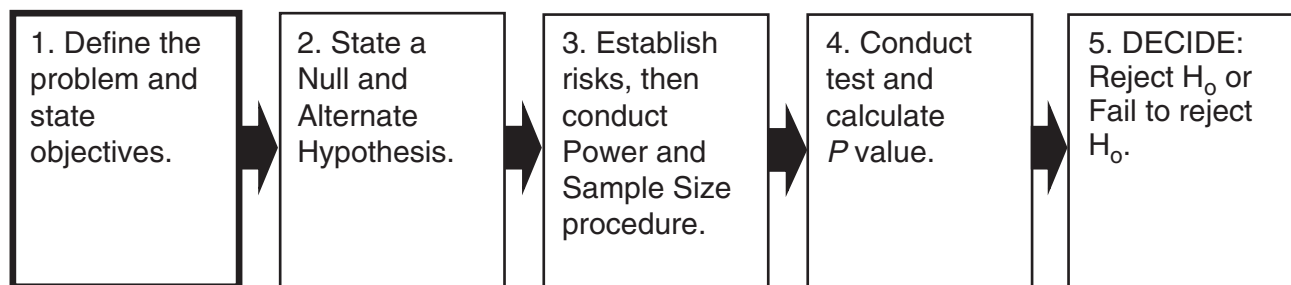 1. Define the
problem and
state
objectives.
2. State a
Null and
Alternate
Hypothesis.
3. Establish
risks, then
conduct
Power and
Sample Size
procedure.
4. Conduct
test and
calculate
P value.
5. DECIDE:
Reject Ho or
Fail to reject
Ho.